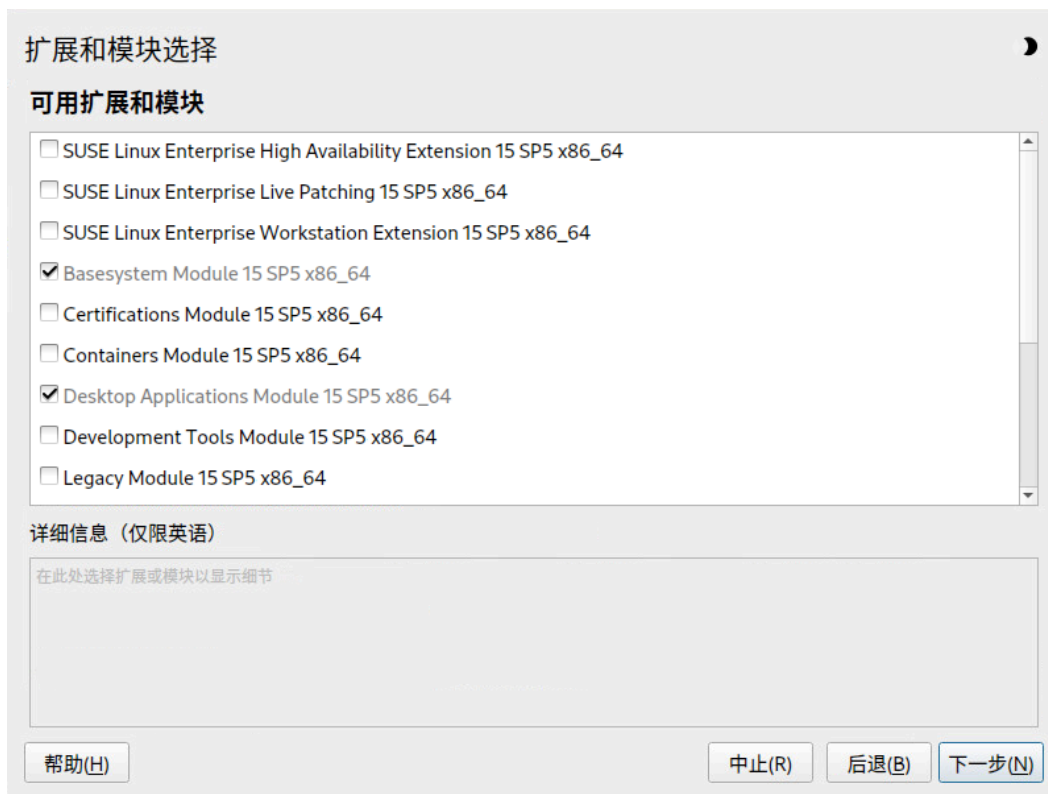 扩展和模块选择
可用扩展和模块
SUSE Linux Enterprise High Availability Extension 15 SP5 x86_64
SUSE Linux Enterprise Live Patching 15 SP5 x86_64
SUSE Linux Enterprise Workstation Extension 15 SP5 x86_64
Basesystem Module 15 SP5 x86_64
Certifications Module 15 SP5 x86_64
Containers Module 15 SP5 x86_64
Desktop Applications Module 15 SP5 x86_64
Development Tools Module 15 SP5 x86_64
Legacy Module 15 SP5 x86_64
详细信息（仅限英语）
在此处选择扩展或模块以显示细节
帮助(H) 中止(R) 后退(B) 下一步(N)